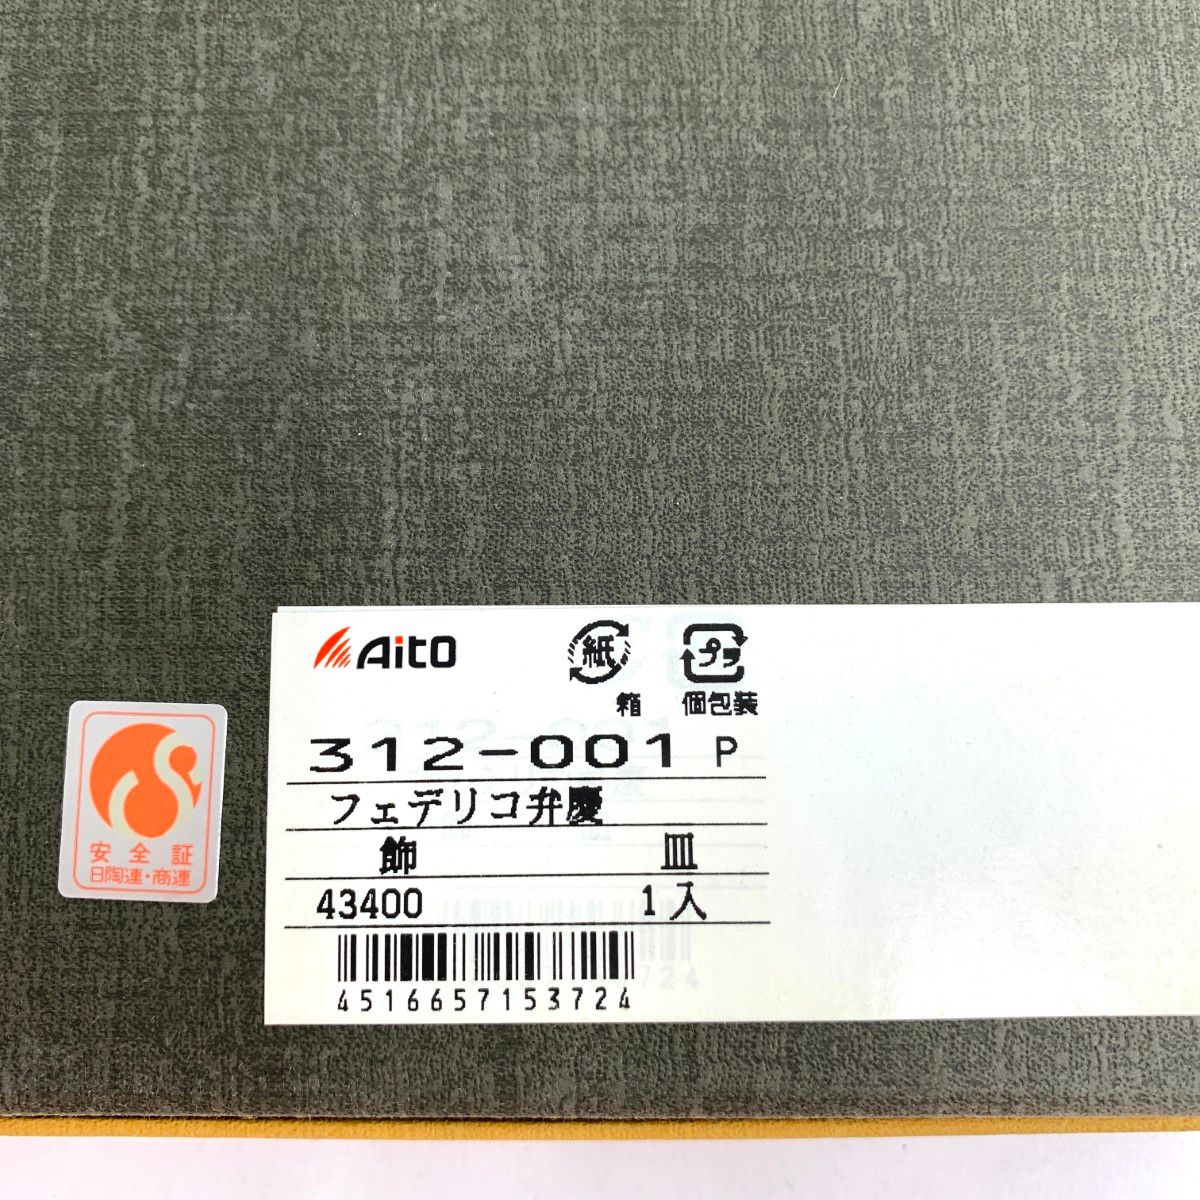 Aito
紙 プラ
箱 個包装
312-001 P
フェデリコ弁慶
飾 皿
43400 1入
4516657153724
安全証
日陶連・商連